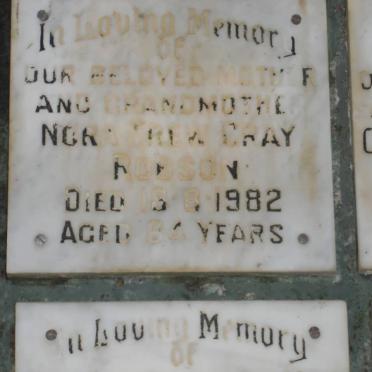 In Loving Memory
of
OUR BELOVED MOTHER
AND GRANDMOTHER
NORA GRAY
ROBSON
DIED 1982
AGED YEARS
In Loving Memory
of